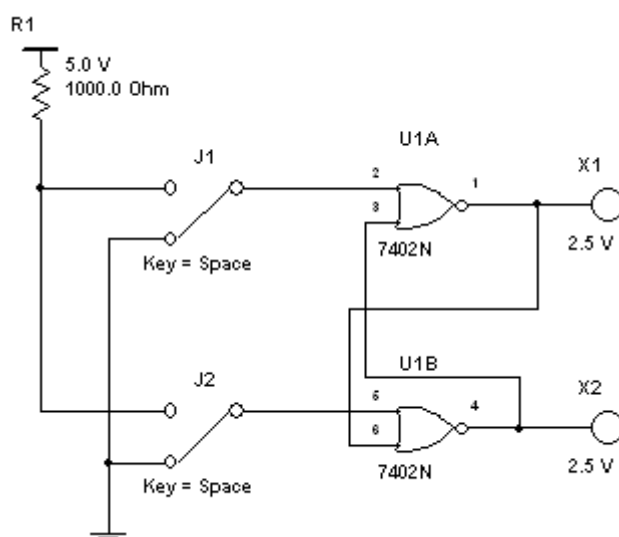 R1
5.0 V
1000.0 Ohm
J1
U1A
X1
2
3
1
7402N
2.5 V
Key = Space
J2
U1B
X2
5
6
4
7402N
2.5 V
Key = Space